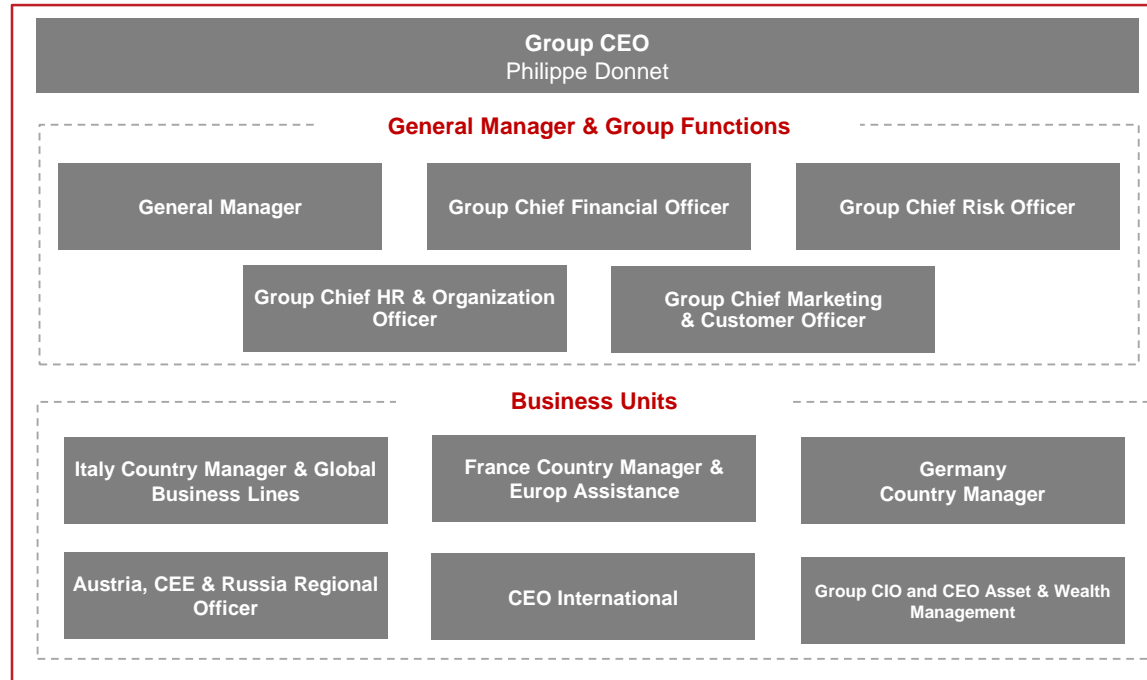 Group CEO
Philippe Donnet
General Manager & Group Functions
General Manager
Group Chief Financial Officer
Group Chief Risk Officer
Group Chief HR & Organization
Officer
Group Chief Marketing
& Customer Officer
Business Units
Italy Country Manager & Global
Business Lines
France Country Manager &
Europ Assistance
Germany
Country Manager
Austria, CEE & Russia Regional
Officer
CEO International
Group CIO and CEO Asset & Wealth
Management